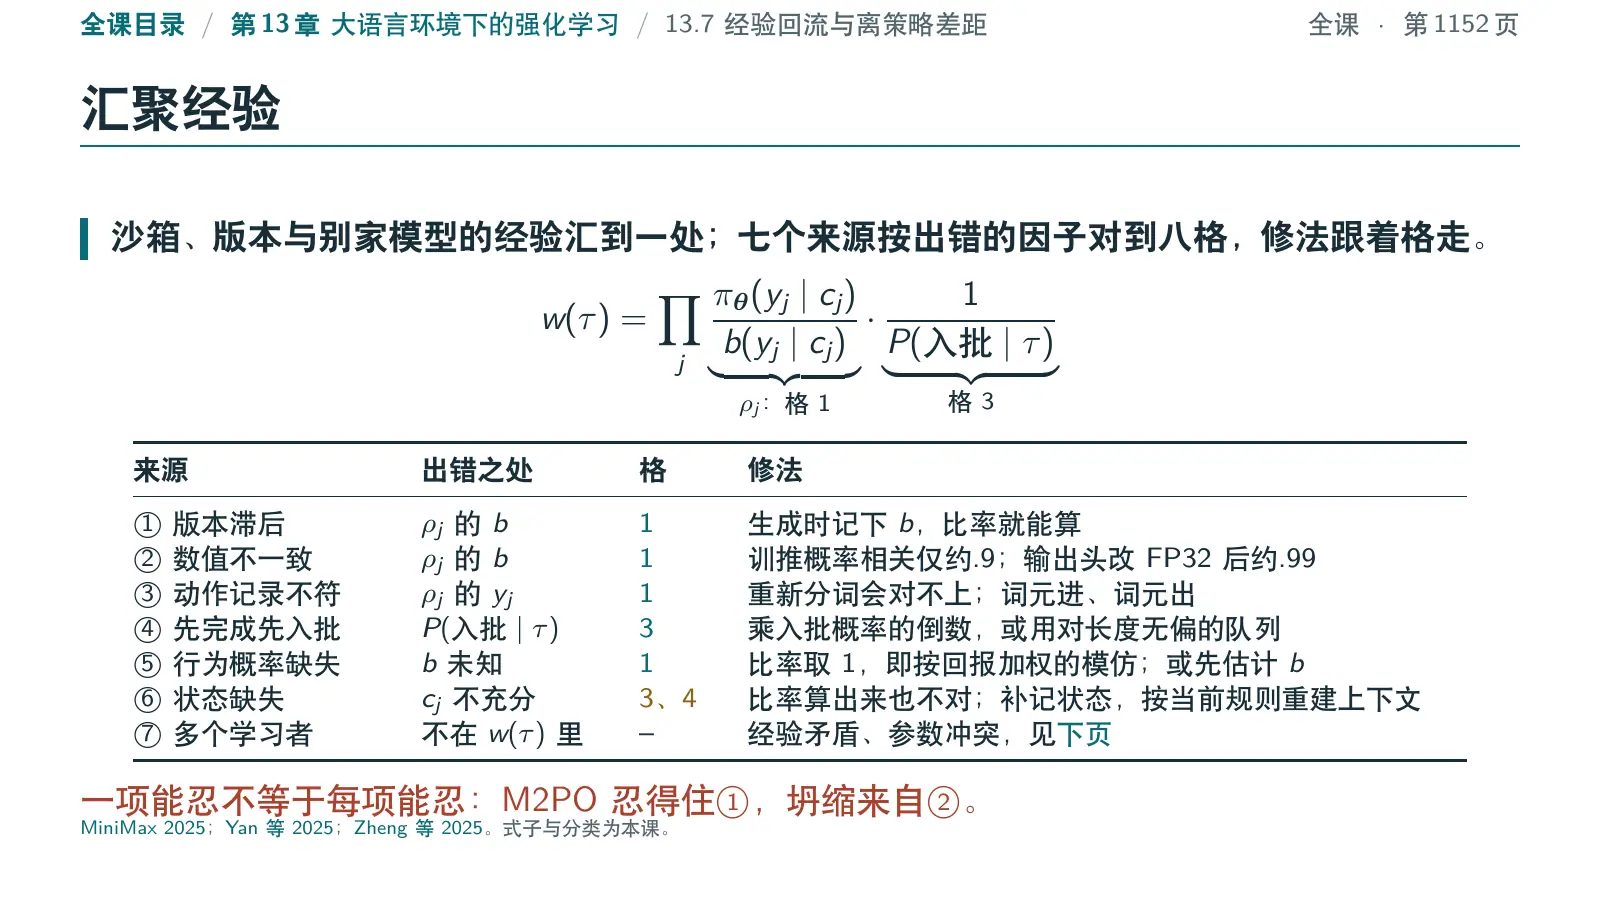 全课目录 / 第 13 章 大语言环境下的强化学习 / 13.7 经验回流与离策略差距 全课 · 第 1152 页
汇聚经验
沙箱、版本与别家模型的经验汇到一处；七个来源按出错的因子对到八格，修法跟着格走。
w(τ) = ∏_j π_θ(y_j | c_j) / b(y_j | c_j) · 1 / P(入批 | τ)
ρ_j：格 1 格 3
来源 出错之处 格 修法
① 版本滞后 ρ_j 的 b 1 生成时记下 b，比率就能算
② 数值不一致 ρ_j 的 b 1 训推概率相关仅约.9；输出头改 FP32 后约.99
③ 动作记录不符 ρ_j 的 y_j 1 重新分词会对不上；词元进、词元出
④ 先完成先入批 P(入批 | τ) 3 乘入批概率的倒数，或用对长度无偏的队列
⑤ 行为概率缺失 b 未知 1 比率取 1，即按回报加权的模仿；或先估计 b
⑥ 状态缺失 c_j 不充分 3、4 比率算出来也不对；补记状态，按当前规则重建上下文
⑦ 多个学习者 不在 w(τ) 里 – 经验矛盾、参数冲突，见下页
一项能忍不等于每项能忍：M2PO 忍得住①，坍缩来自②。
MiniMax 2025；Yan 等 2025；Zheng 等 2025。式子与分类为本课。